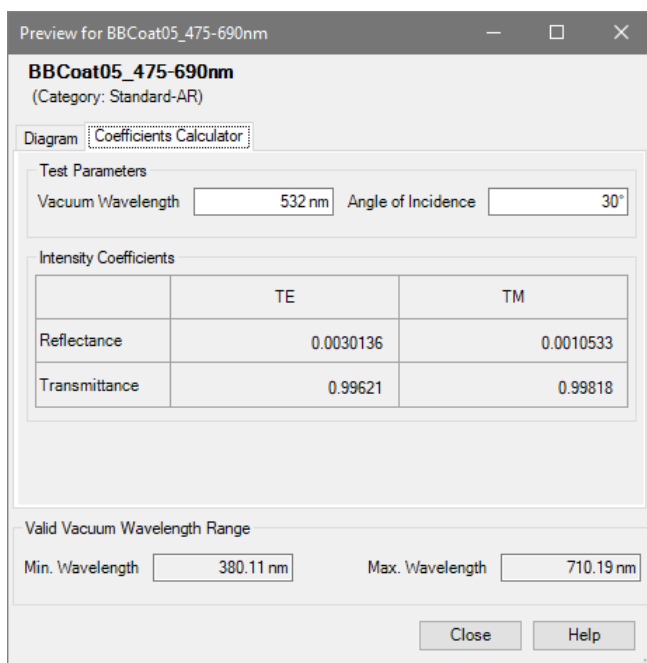 Preview for BBCoat05_475-690nm
BBCoat05_475-690nm
(Category: Standard-AR)
Diagram Coefficients Calculator
Test Parameters
Vacuum Wavelength 532 nm Angle of Incidence 30°
Intensity Coefficients
TE TM
Reflectance 0.0030136 0.0010533
Transmittance 0.99621 0.99818
Valid Vacuum Wavelength Range
Min. Wavelength 380.11 nm Max. Wavelength 710.19 nm
Close Help